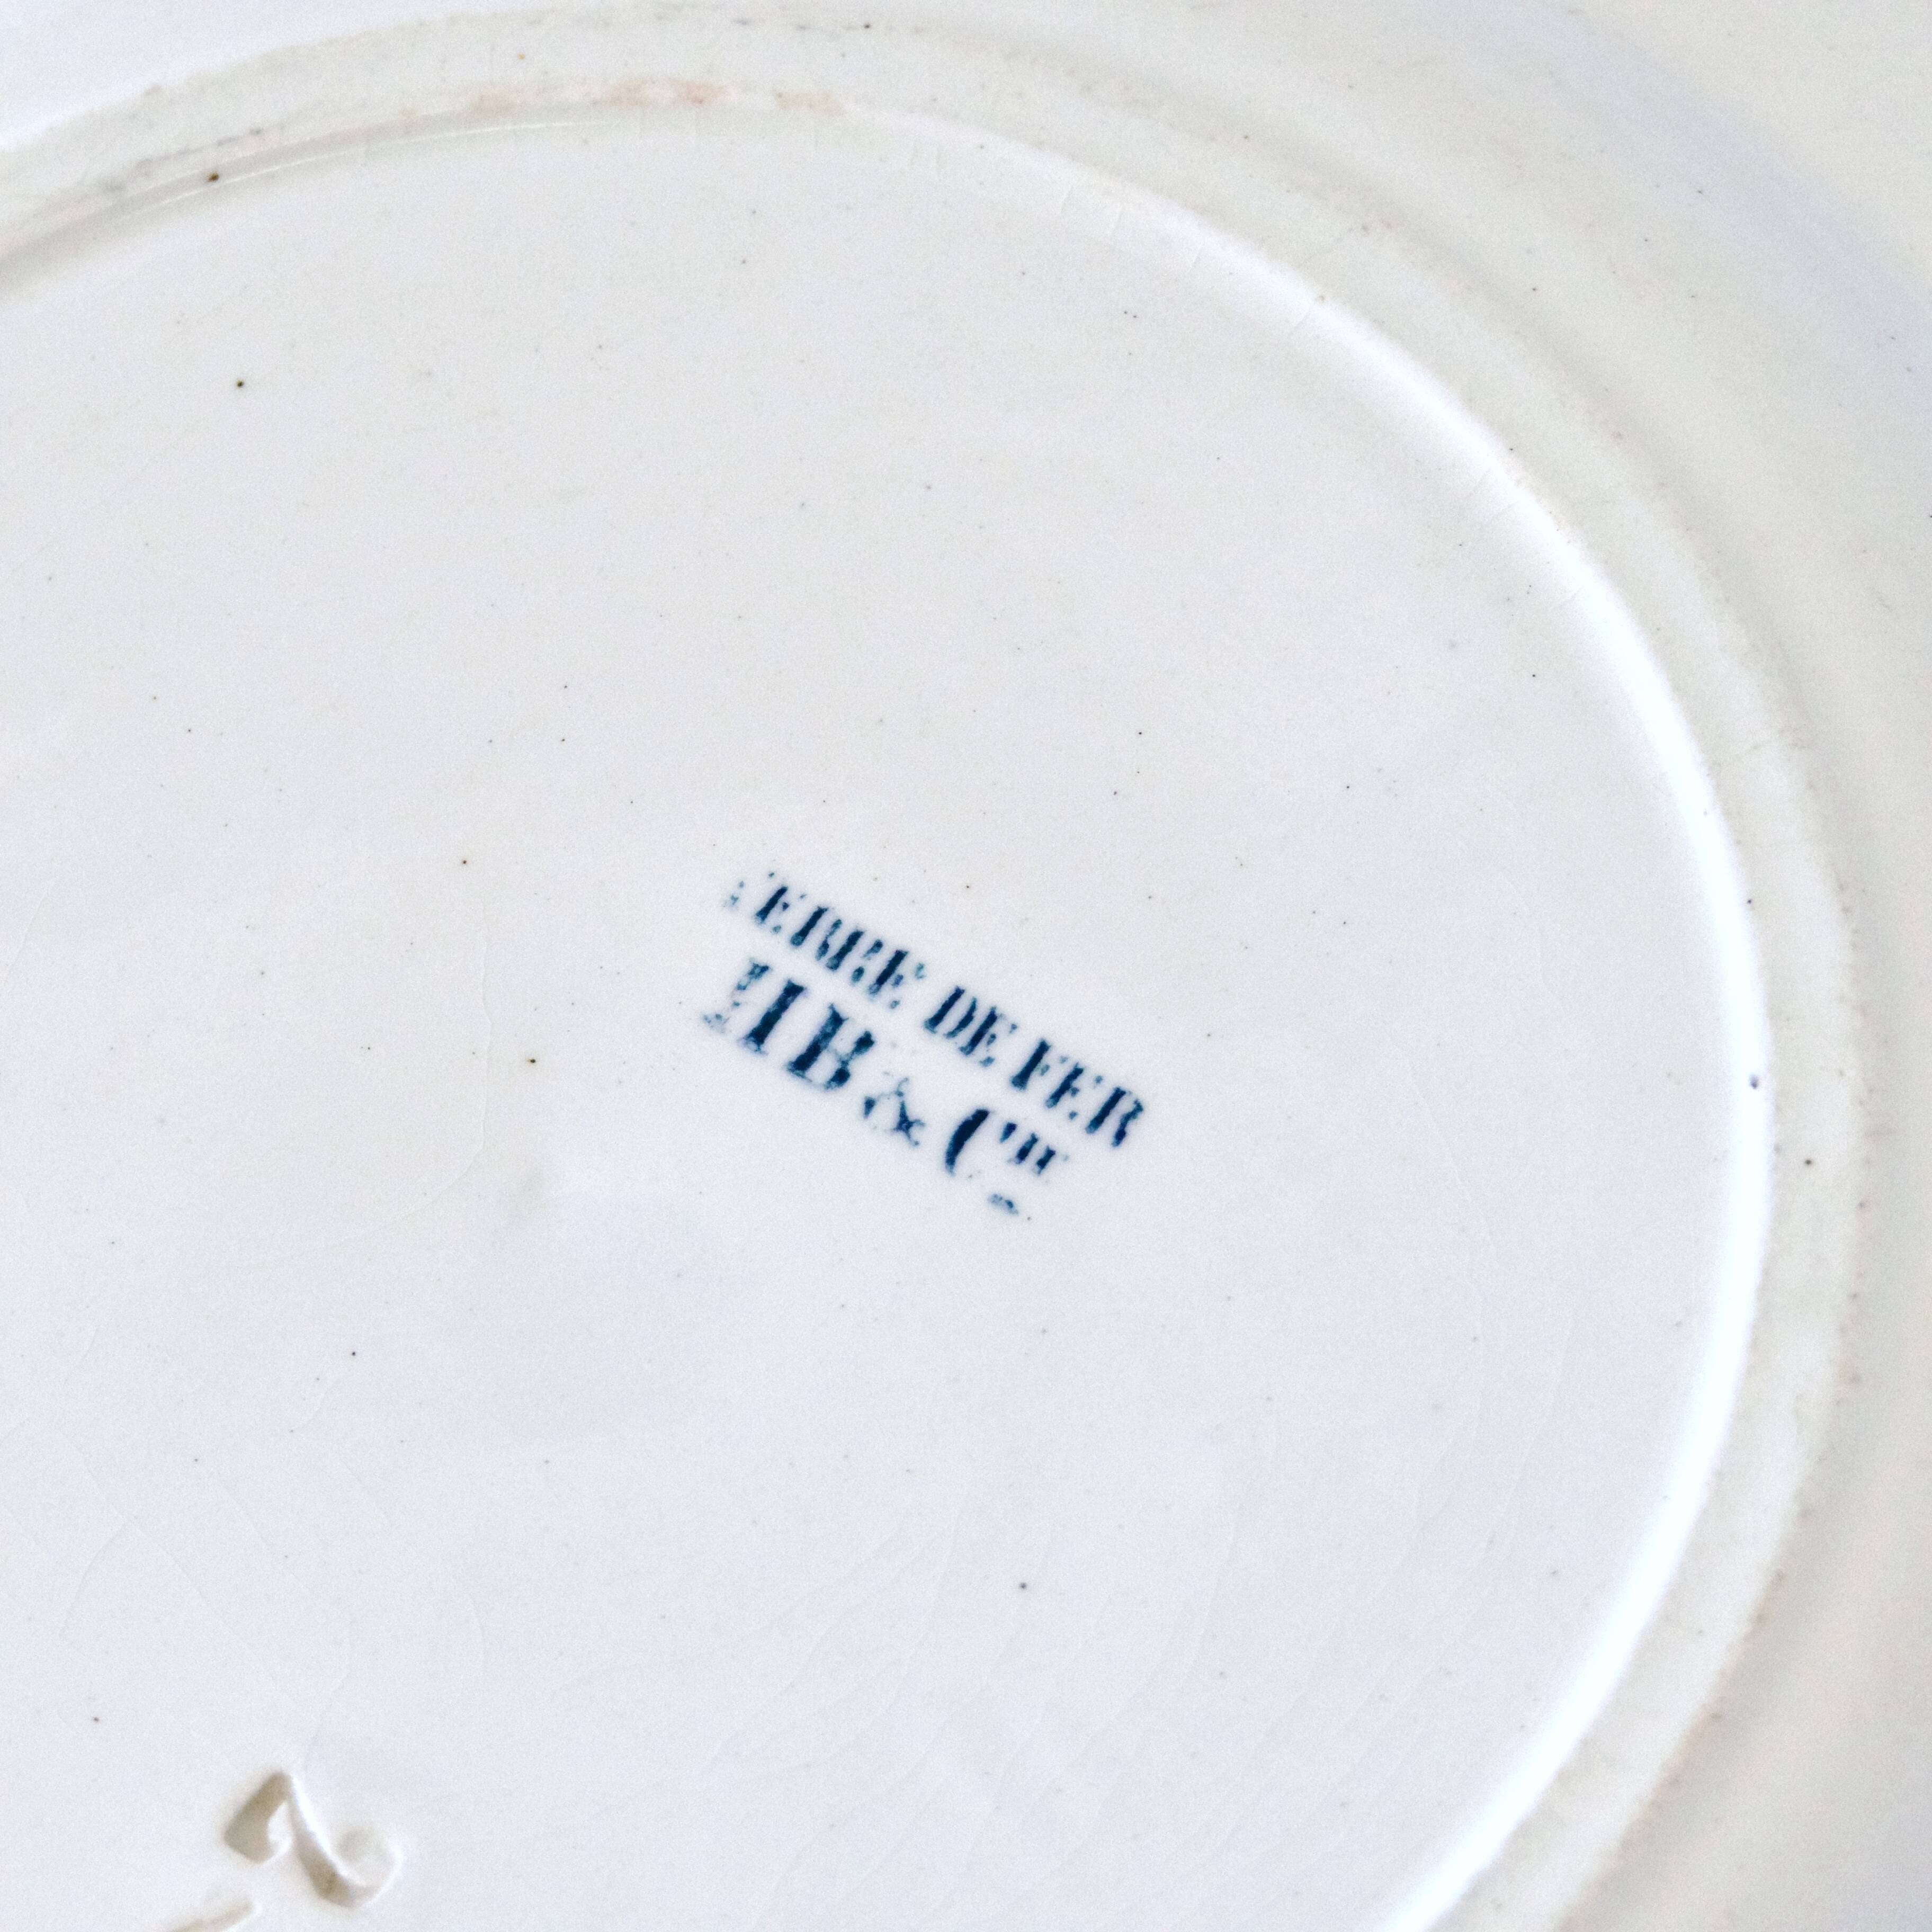 TERRE DE FER
HB & Cie